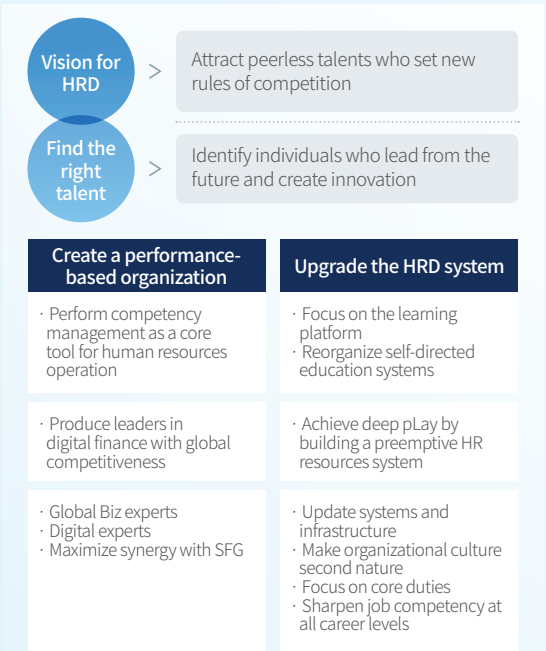 Vision for
HRD
Attract peerless talents who set new
rules of competition
Find the
right
talent
Identify individuals who lead from the
future and create innovation
Create a performance-
based organization
· Perform competency
management as a core
tool for human resources
operation
· Produce leaders in
digital finance with global
competitiveness
· Global Biz experts
· Digital experts
· Maximize synergy with SFG
Upgrade the HRD system
· Focus on the learning
platform
· Reorganize self-directed
education systems
· Achieve deep pLay by
building a preemptive HR
resources system
· Update systems and
infrastructure
· Make organizational culture
second nature
· Focus on core duties
· Sharpen job competency at
all career levels